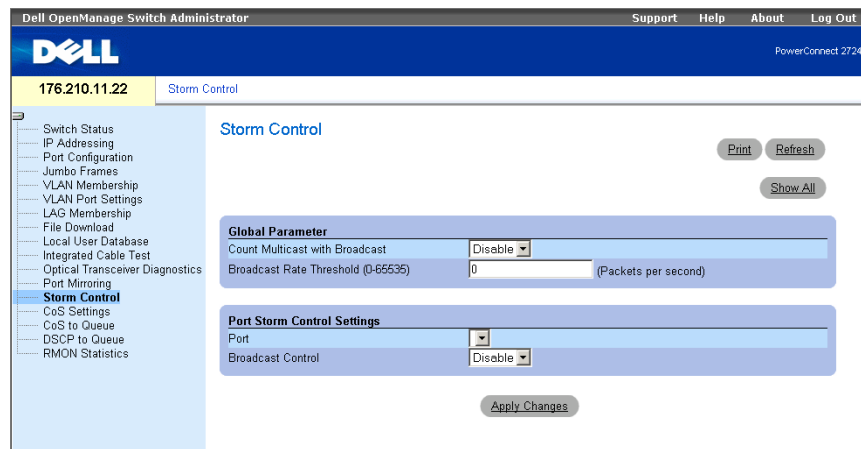 Dell OpenManage Switch Administrator
Support Help About Log Out
DELL
PowerConnect 2724
176.210.11.22
Storm Control
Switch Status
IP Addressing
Port Configuration
Jumbo Frames
VLAN Membership
VLAN Port Settings
LAG Membership
File Download
Local User Database
Integrated Cable Test
Optical Transceiver Diagnostics
Port Mirroring
Storm Control
CoS Settings
CoS to Queue
DSCP to Queue
RMON Statistics
Storm Control
Print Refresh
Show All
Global Parameter
Count Multicast with Broadcast Disable
Broadcast Rate Threshold (0-65535) 0 (Packets per second)
Port Storm Control Settings
Port
Broadcast Control Disable
Apply Changes